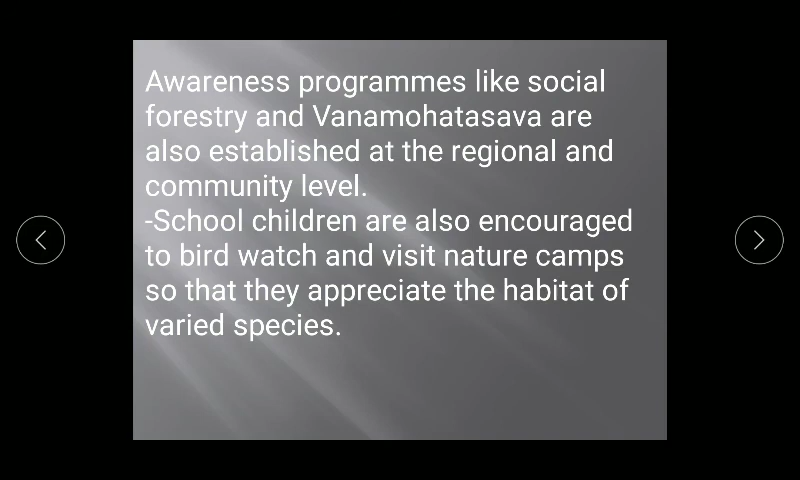 Awareness programmes like social
forestry and Vanamohatasava are
also established at the regional and
community level.
-School children are also encouraged
to bird watch and visit nature camps
so that they appreciate the habitat of
varied species.